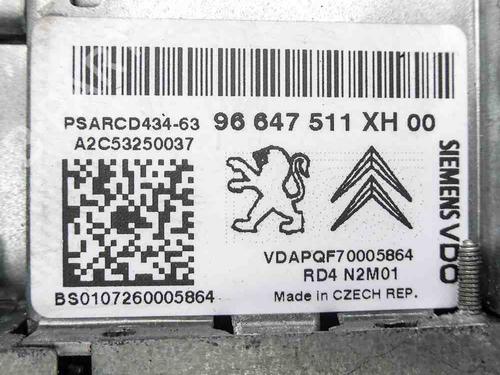 PSARCD434-63 96 647 511 XH 00
A2C53250037
SIEMENS VDO
VDAPQF70005864
RD4 N2M01
BS0107260005864 Made in CZECH REP.